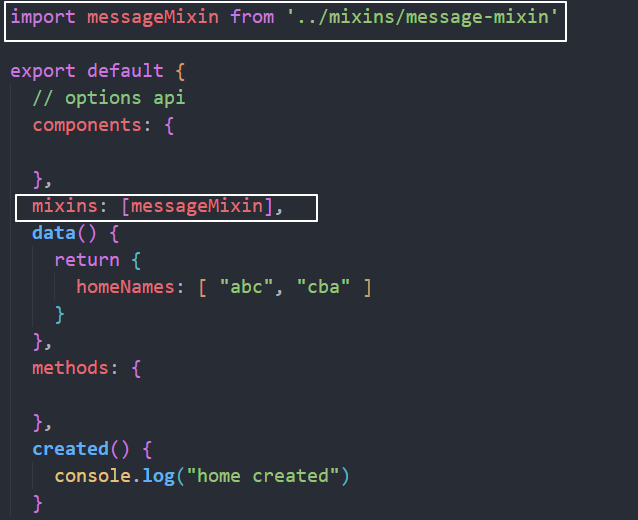 import messageMixin from '../mixins/message-mixin'
export default {
// options api
components: {
},
mixins: [messageMixin],
data() {
return {
homeNames: [ "abc", "cba" ]
}
},
methods: {
},
created() {
console.log("home created")
}